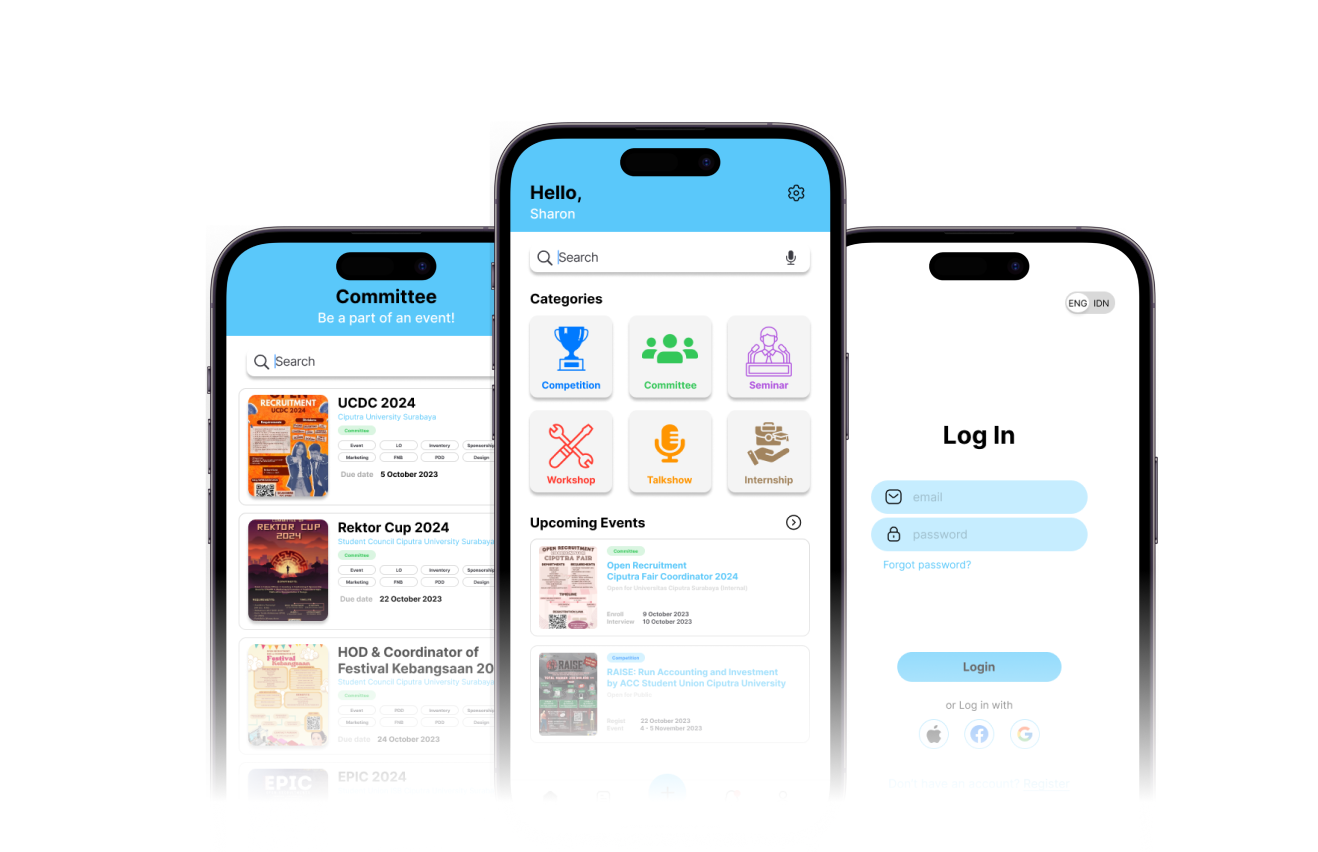 Committee
Be a part of an event!
Search
OPEN
RECRUITMENT
UCDC 2024
UCDC 2024
Ciputra University Surabaya
Committee
Event LO Inventory Sponsorship
Marketing FNB PDD Design
Due date 5 October 2023
REKTOR CUP
2024
Rektor Cup 2024
Student Council Ciputra University Surabaya
Committee
Event LO Inventory Sponsorship
Marketing FNB PDD Design
Due date 22 October 2023
Festival
Kebangsaan
HOD & Coordinator of
Festival Kebangsaan 20
Student Council Ciputra University Surabaya
Committee
Event PDD Inventory Sponsorship
Marketing FNB PDD Design
Due date 24 October 2023
EPIC
EPIC 2024
Hello,
Sharon
Search
Categories
Competition Committee Seminar
Workshop Talkshow Internship
Upcoming Events
OPEN RECRUITMENT
CIPUTRA FAIR
Committee
Open Recruitment
Ciputra Fair Coordinator 2024
Open for Universitas Ciputra Surabaya (Internal)
Enroll 9 October 2023
Interview 10 October 2023
RAISE
Competition
RAISE: Run Accounting and Investment
by ACC Student Union Ciputra University
Open for Public
Regist 22 October 2023
Event 4 - 5 November 2023
ENG IDN
Log In
email
password
Forgot password?
Login
or Log in with
Don't have an account? Register